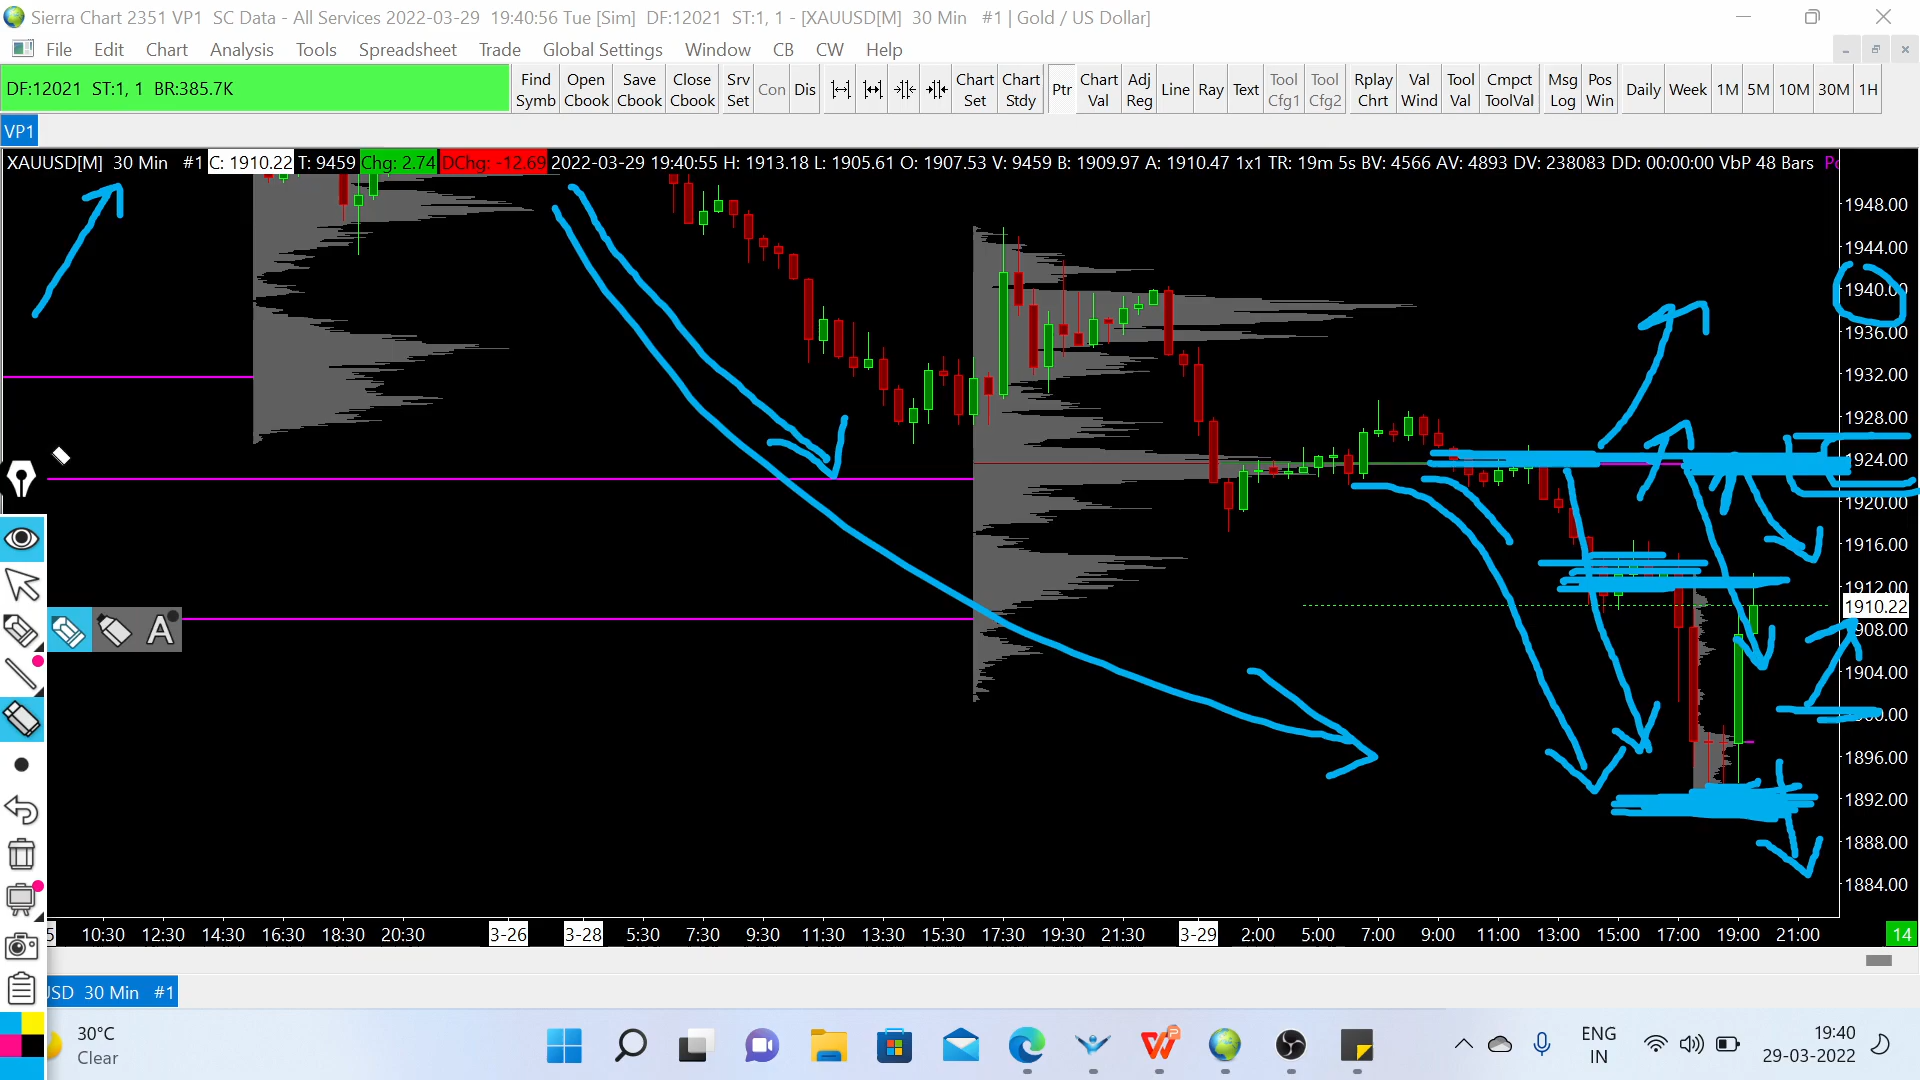 Sierra Chart 2351 VP1  SC Data - All Services 2022-03-29  19:40:56 Tue [Sim]  DF:12021  ST:1, 1 - [XAUUSD[M]  30 Min   #1 | Gold / US Dollar]
File Edit Chart Analysis Tools Spreadsheet Trade Global Settings Window CB CW Help
DF:12021  ST:1, 1  BR:385.7K
Find Symb
Open Cbook
Save Cbook
Close Cbook
Srv Set
Con
Dis
Chart Set
Chart Stdy
Ptr
Chart Val
Adj Reg
Line
Ray
Text
Tool Cfg1
Tool Cfg2
Rplay Chrt
Val Wind
Tool Val
Cmpct ToolVal
Msg Log
Pos Win
Daily
Week
1M
5M
10M
30M
1H
VP1
XAUUSD[M]  30 Min   #1 C: 1910.22 T: 9459 Chg: 2.74 DChg: -12.69 2022-03-29 19:40:55 H: 1913.18 L: 1905.61 O: 1907.53 V: 9459 B: 1909.97 A: 1910.47 1x1 TR: 19m 5s BV: 4566 AV: 4893 DV: 238083 DD: 00:00:00 VbP 48 Bars
1948.00
1944.00
1940.00
1936.00
1932.00
1928.00
1924.00
1920.00
1916.00
1912.00
1910.22
1908.00
1904.00
1896.00
1892.00
1888.00
1884.00
A
5 10:30 12:30 14:30 16:30 18:30 20:30 3-26 3-28 5:30 7:30 9:30 11:30 13:30 15:30 17:30 19:30 21:30 3-29 2:00 5:00 7:00 9:00 11:00 13:00 15:00 17:00 19:00 21:00 14
USD  30 Min   #1
30°C
Clear
ENG
IN
19:40
29-03-2022